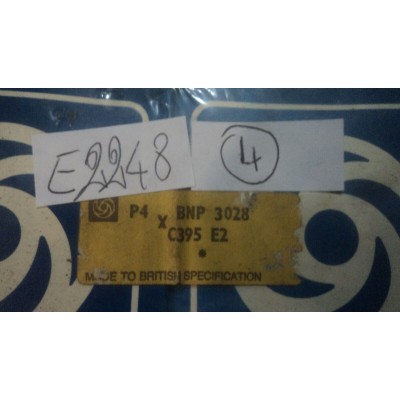 E2248
4
P4 X BNP 3028
C395 E2
MADE TO BRITISH SPECIFICATION